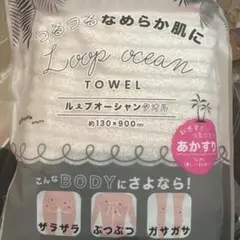 つるつるなめらか肌に
Loop ocean
TOWEL
ループオーシャン
約130×900mm
あかすり
こんなBODYにさよなら!
ザラザラ
ぶつぶつ
ガサガサ